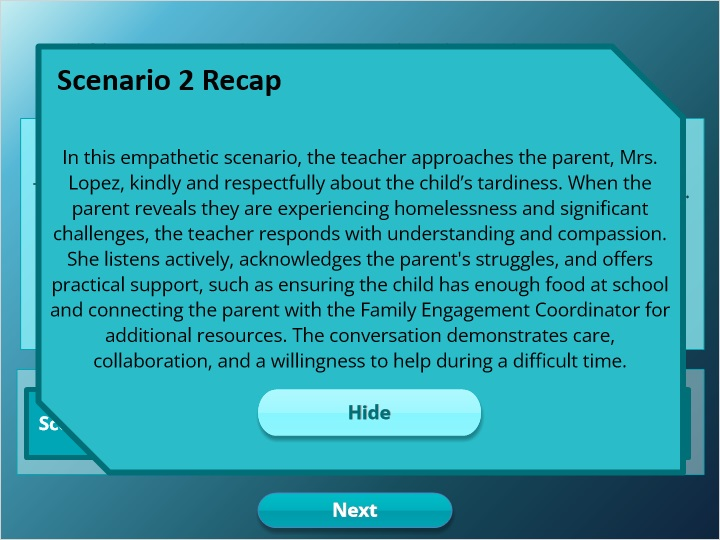 Scenario 2 Recap
In this empathetic scenario, the teacher approaches the parent, Mrs.
Lopez, kindly and respectfully about the child’s tardiness. When the
parent reveals they are experiencing homelessness and significant
challenges, the teacher responds with understanding and compassion.
She listens actively, acknowledges the parent's struggles, and offers
practical support, such as ensuring the child has enough food at school
and connecting the parent with the Family Engagement Coordinator for
additional resources. The conversation demonstrates care,
collaboration, and a willingness to help during a difficult time.
Hide
Next